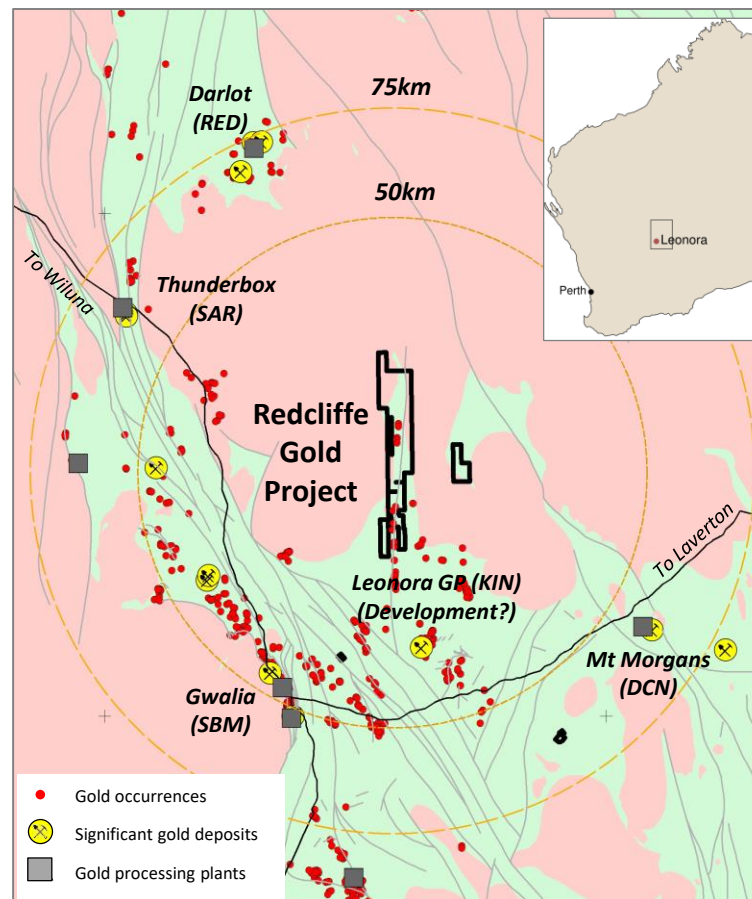 75km
Darlot
(RED)
50km
Leonora
Perth
To Wiluna
Thunderbox
(SAR)
Redcliffe
Gold
Project
To Laverton
Leonora GP (KIN)
(Development?)
Mt Morgans
(DCN)
Gwalia
(SBM)
Gold occurrences
Significant gold deposits
Gold processing plants